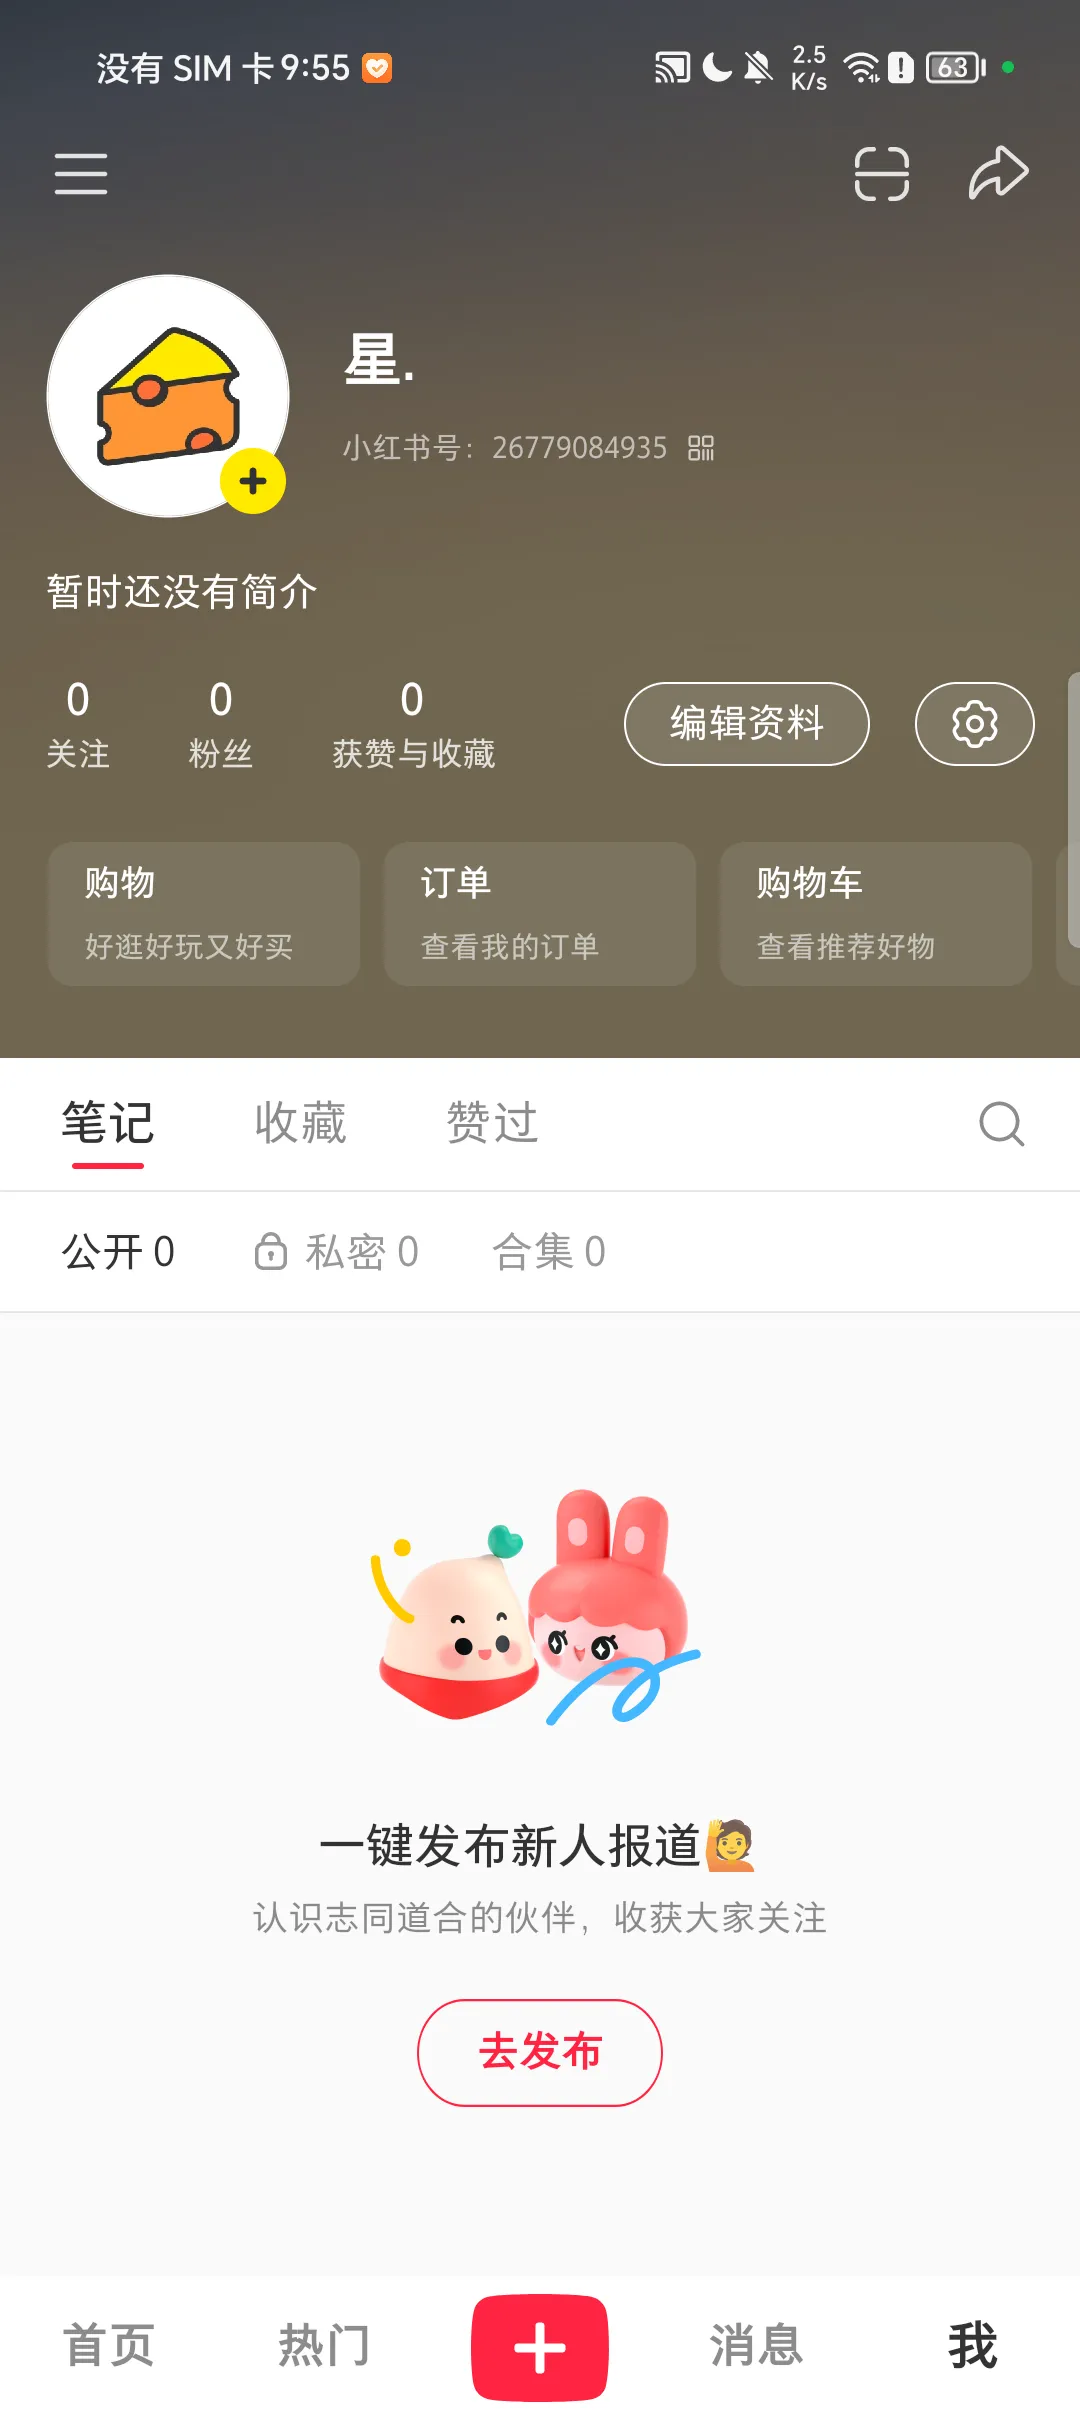 没有 SIM 卡 9:55
2.5
K/s
63
星.
小红书号：26779084935
暂时还没有简介
0
关注
0
粉丝
0
获赞与收藏
编辑资料
购物
好逛好玩又好买
订单
查看我的订单
购物车
查看推荐好物
笔记 收藏 赞过
公开 0 私密 0 合集 0
一键发布新人报道🙋
认识志同道合的伙伴，收获大家关注
去发布
首页 热门 消息 我